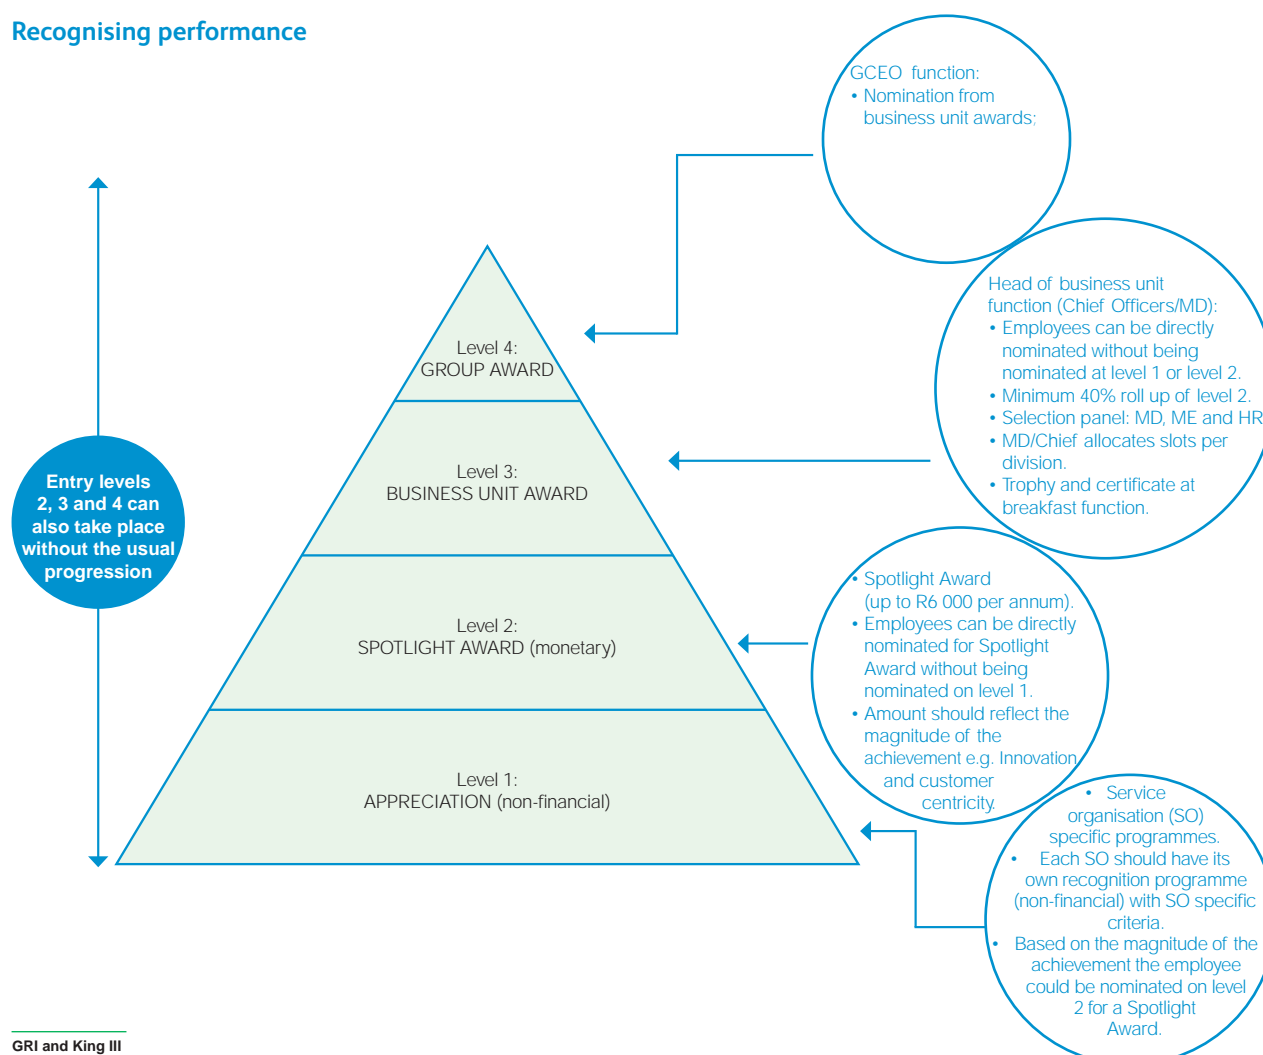 Recognising performance
GCEO function:
• Nomination from
business unit awards;
Head of business unit
function (Chief Officers/MD):
• Employees can be directly
nominated without being
nominated at level 1 or level 2.
• Minimum 40% roll up of level 2.
• Selection panel: MD, ME and HR
• MD/Chief allocates slots per
division.
• Trophy and certificate at
breakfast function.
Level 4:
GROUP AWARD
Level 3:
BUSINESS UNIT AWARD
Entry levels
2, 3 and 4 can
also take place
without the usual
progression
• Spotlight Award
(up to R6 000 per annum).
• Employees can be directly
nominated for Spotlight
Award without being
nominated on level 1.
• Amount should reflect the
magnitude of the
achievement e.g. Innovation
and customer
centricity.
Level 2:
SPOTLIGHT AWARD (monetary)
Level 1:
APPRECIATION (non-financial)
• Service
organisation (SO)
specific programmes.
• Each SO should have its
own recognition programme
(non-financial) with SO specific
criteria.
• Based on the magnitude of the
achievement the employee
could be nominated on level
2 for a Spotlight
Award.
GRI and King III